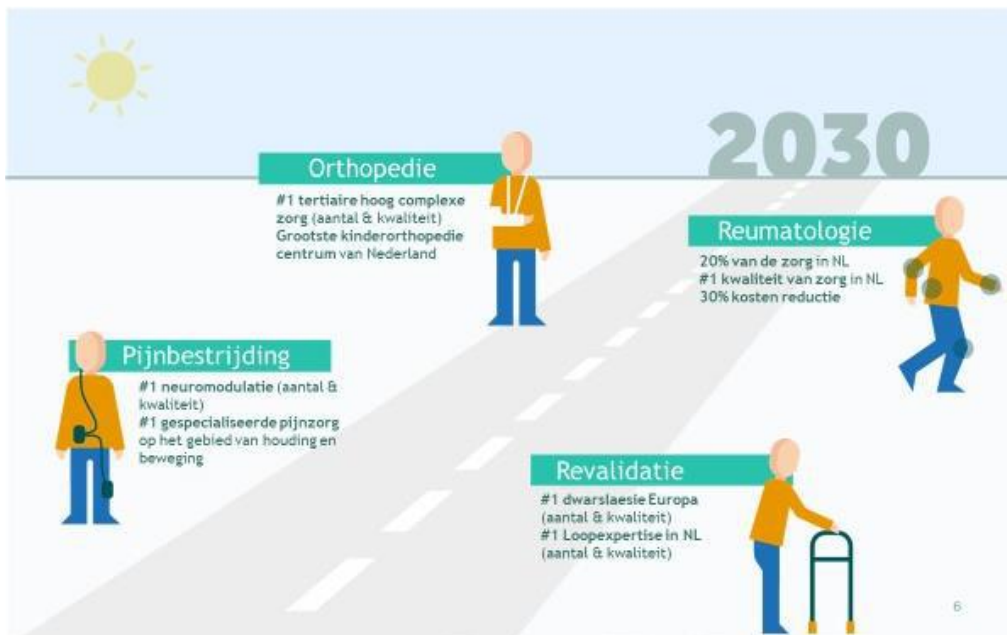 2030
Orthopedie
#1 tertiaire hoog complexe
zorg (aantal & kwaliteit)
Grootste kinderorthopedie
centrum van Nederland
Reumatologie
20% van de zorg in NL
#1 kwaliteit van zorg in NL
30% kosten reductie
Pijnbestrijding
#1 neuromodulatie (aantal &
kwaliteit)
#1 gespecialiseerde pijnzorg
op het gebied van houding en
beweging
Revalidatie
#1 dwarslaesie Europa
(aantal & kwaliteit)
#1 Loopexpertise in NL
(aantal & kwaliteit)
6